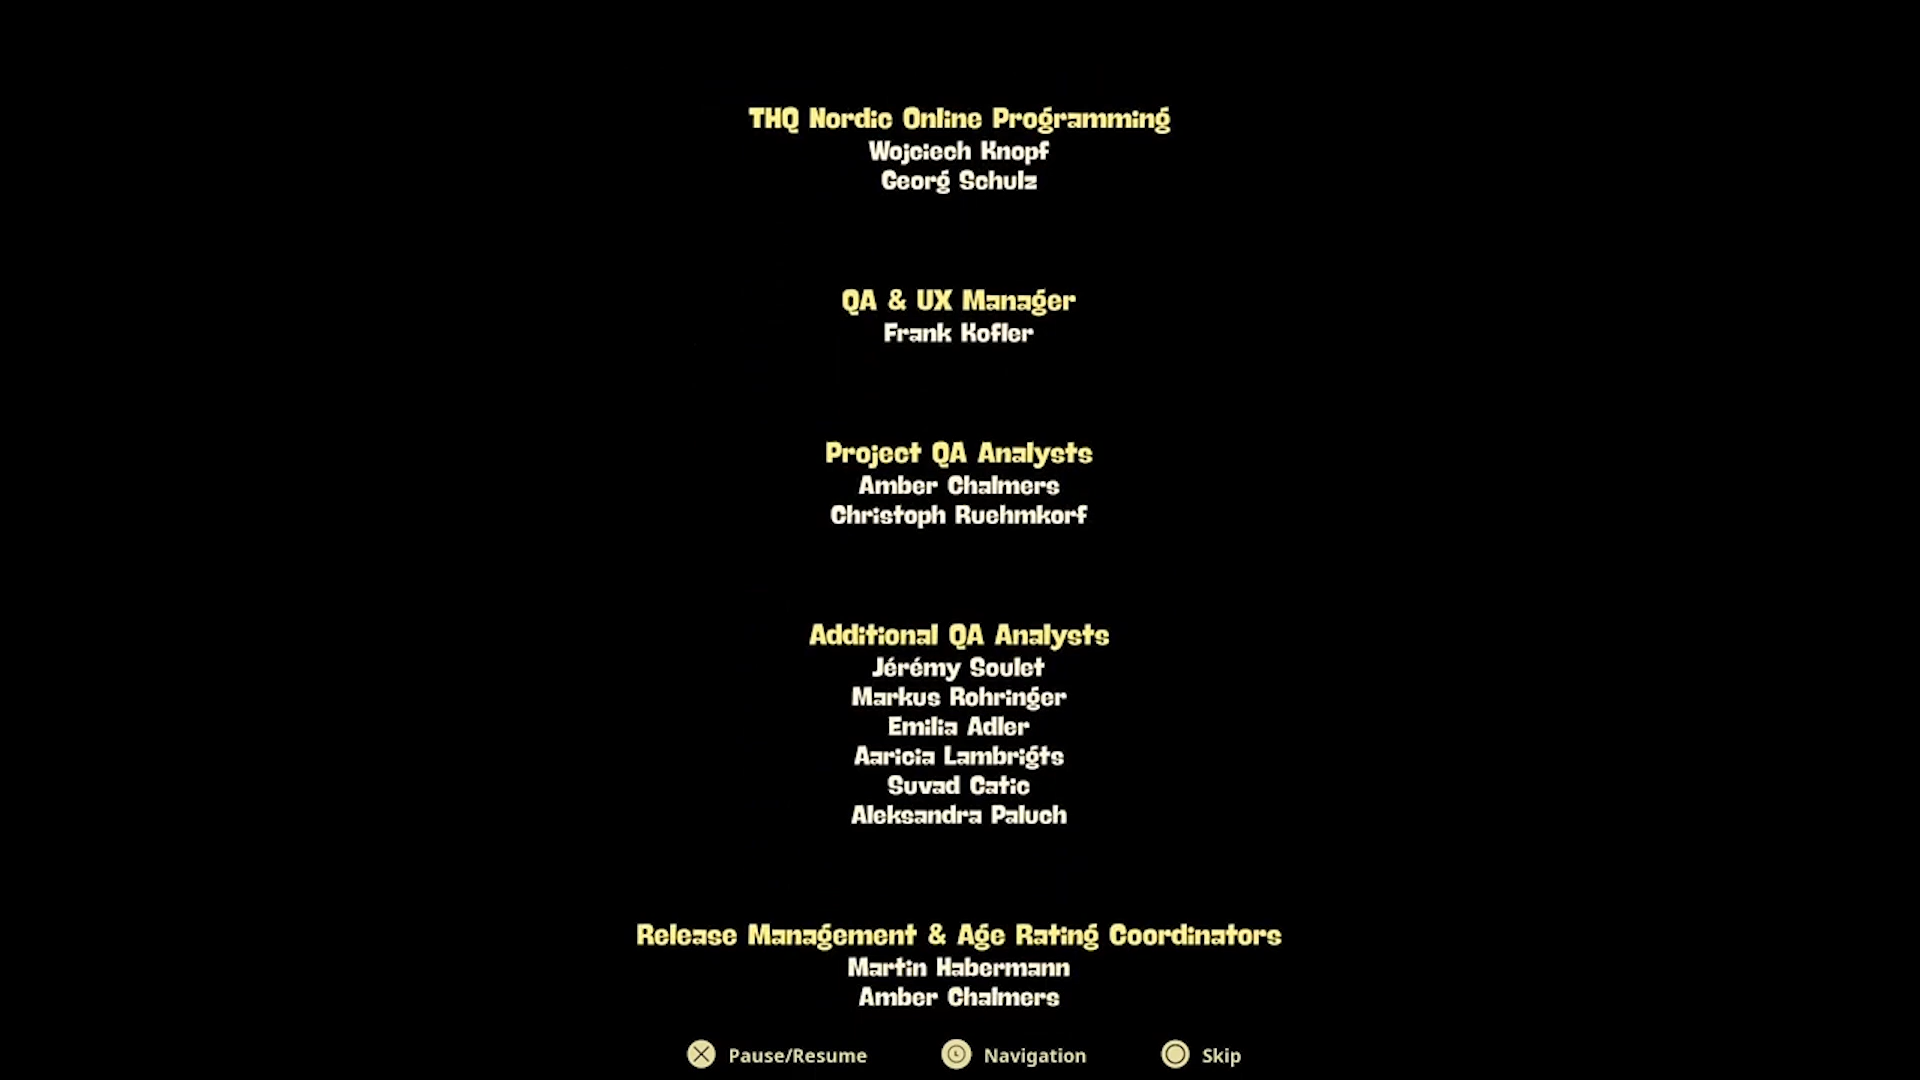 THQ Nordic Online Programming
Wojciech Knopf
Georg Schulz
QA & UX Manager
Frank Kofler
Project QA Analysts
Amber Chalmers
Christoph Ruehmkorf
Additional QA Analysts
Jérémy Soulet
Markus Rohringer
Emilia Adler
Aaricia Lambrigts
Suvad Catic
Aleksandra Paluch
Release Management & Age Rating Coordinators
Martin Habermann
Amber Chalmers
Pause/Resume Navigation Skip